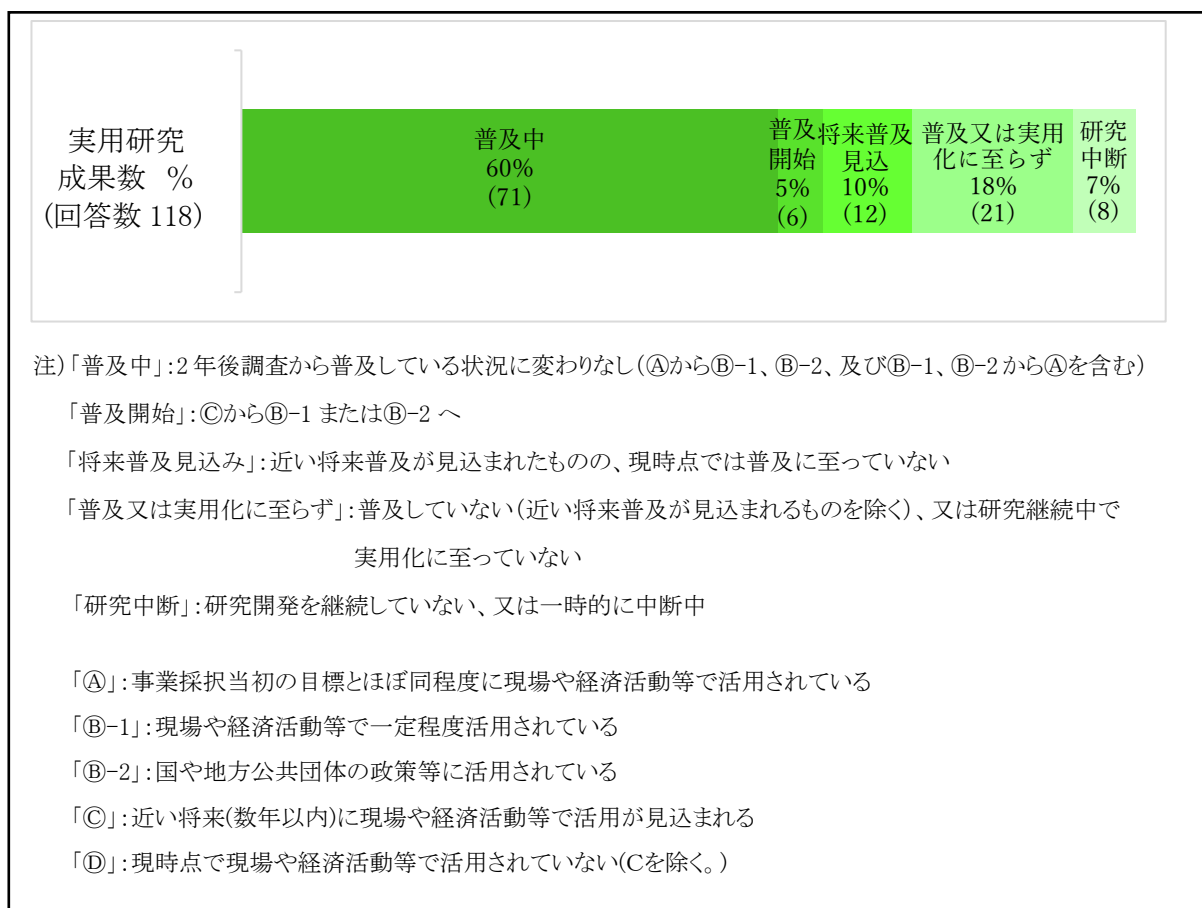 実用研究
成果数 %
(回答数 118)
普及中
60%
(71)
普及
開始
5%
(6)
将来普及
見込
10%
(12)
普及又は実用
化に至らず
18%
(21)
研究
中断
7%
(8)
注)「普及中」:2年後調査から普及している状況に変わりなし(ⒶからⒷ-1、Ⓑ-2、及びⒷ-1、Ⓑ-2からⒶを含む)
「普及開始」:ⒸからⒷ-1 またはⒷ-2 へ
「将来普及見込み」:近い将来普及が見込まれたものの、現時点では普及に至っていない
「普及又は実用化に至らず」:普及していない(近い将来普及が見込まれるものを除く)、又は研究継続中で
実用化に至っていない
「研究中断」:研究開発を継続していない、又は一時的に中断中
「Ⓐ」:事業採択当初の目標とほぼ同程度に現場や経済活動等で活用されている
「Ⓑ-1」:現場や経済活動等で一定程度活用されている
「Ⓑ-2」:国や地方公共団体の政策等に活用されている
「Ⓒ」:近い将来(数年以内)に現場や経済活動等で活用が見込まれる
「Ⓓ」:現時点で現場や経済活動等で活用されていない(Cを除く。)